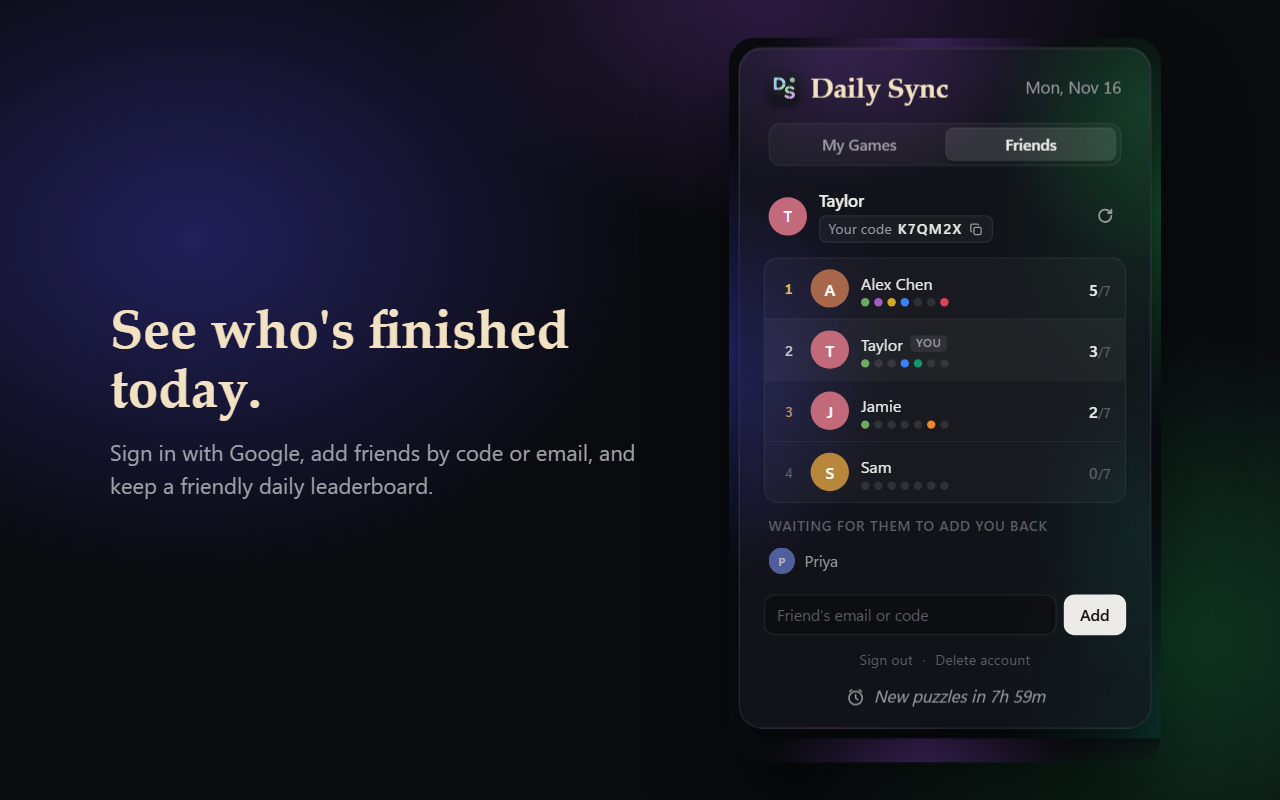 See who's finished
today.
Sign in with Google, add friends by code or email, and
keep a friendly daily leaderboard.
DS Daily Sync Mon, Nov 16
My Games Friends
T Taylor
Your code K7QM2X
1 A Alex Chen 5/7
2 T Taylor YOU 3/7
3 J Jamie 2/7
4 S Sam 0/7
WAITING FOR THEM TO ADD YOU BACK
P Priya
Friend's email or code Add
Sign out · Delete account
New puzzles in 7h 59m